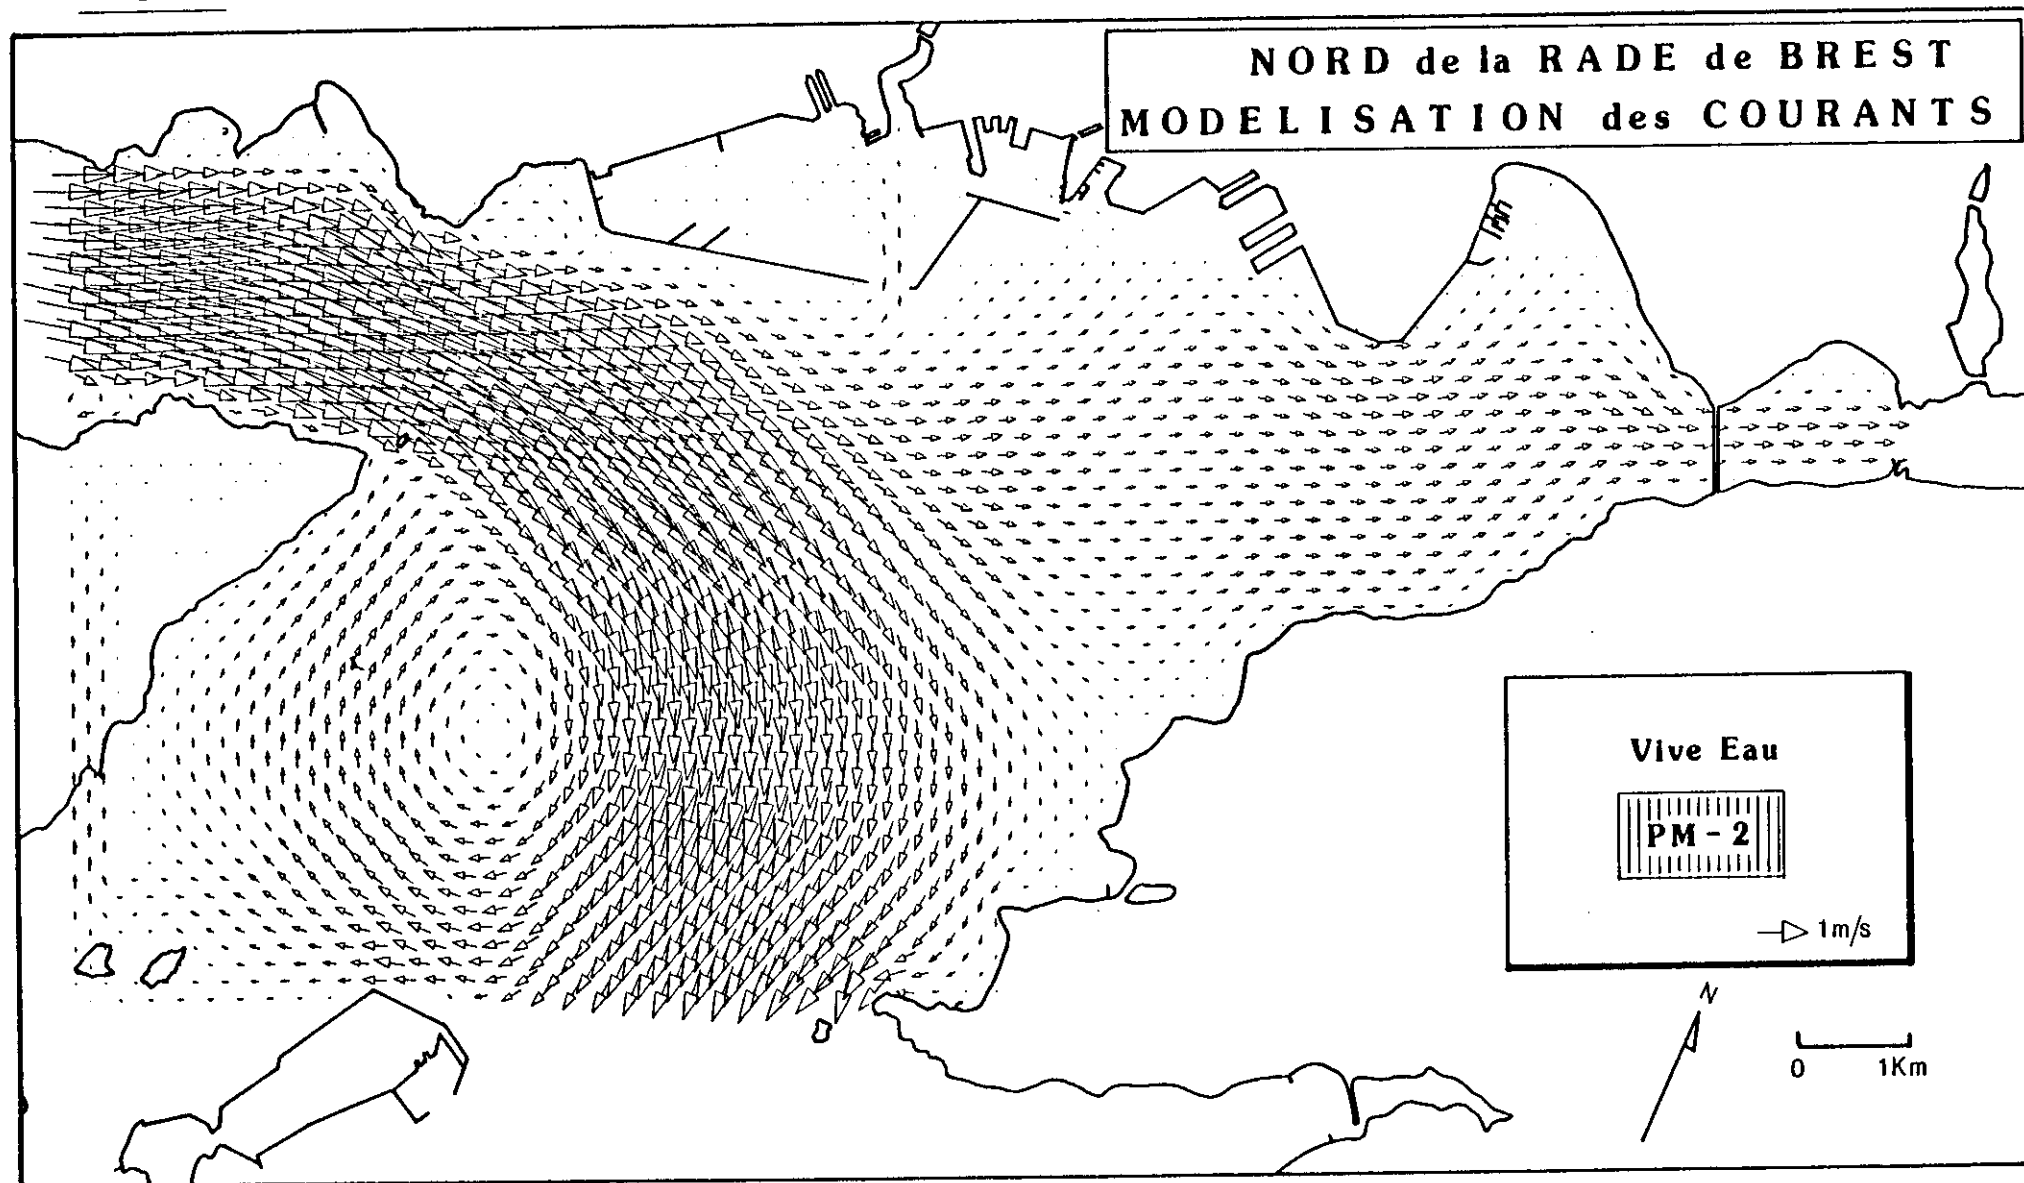 NORD de la RADE de BREST
MODELISATION des COURANTS
Vive Eau
PM - 2
1m/s
N
0 1Km